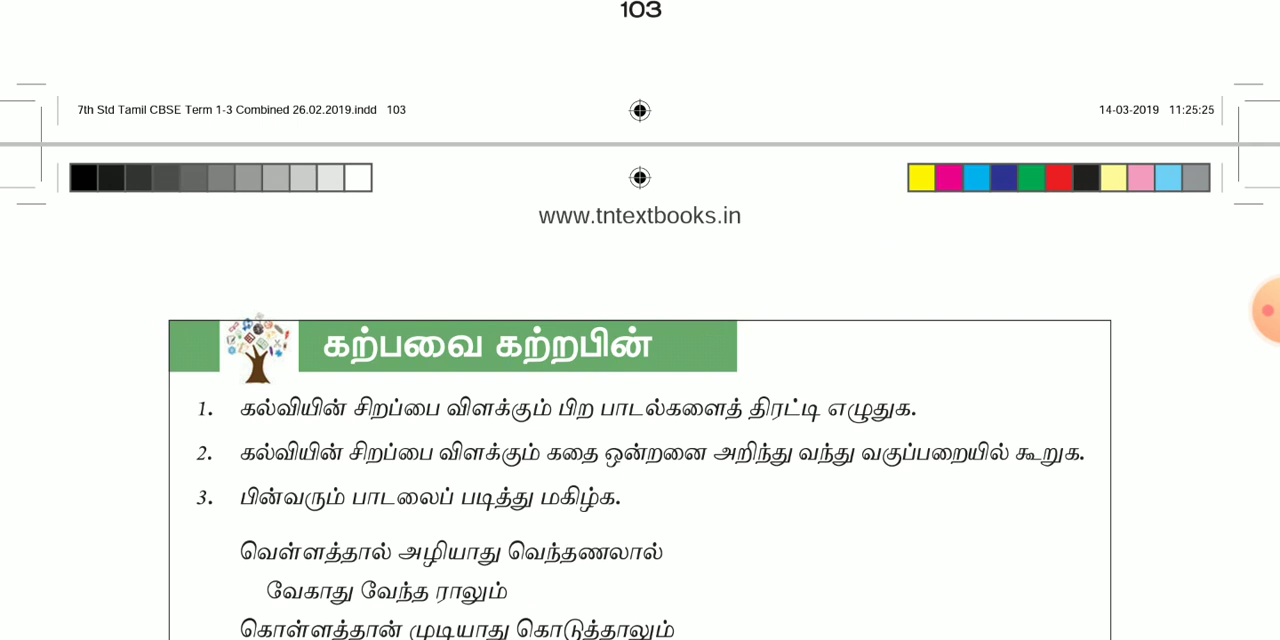 103
7th Std Tamil CBSE Term 1-3 Combined 26.02.2019.indd 103
14-03-2019 11:25:25
www.tntextbooks.in
கற்பவை கற்றபின்
1. கல்வியின் சிறப்பை விளக்கும் பிற பாடல்களைத் திரட்டி எழுதுக.
2. கல்வியின் சிறப்பை விளக்கும் கதை ஒன்றனை அறிந்து வந்து வகுப்பறையில் கூறுக.
3. பின்வரும் பாடலைப் படித்து மகிழ்க.
வெள்ளத்தால் அழியாது வெந்தணலால்
வேகாது வேந்த ராலும்
கொள்ளத்தான் முடியாது கொடுத்தாலும்